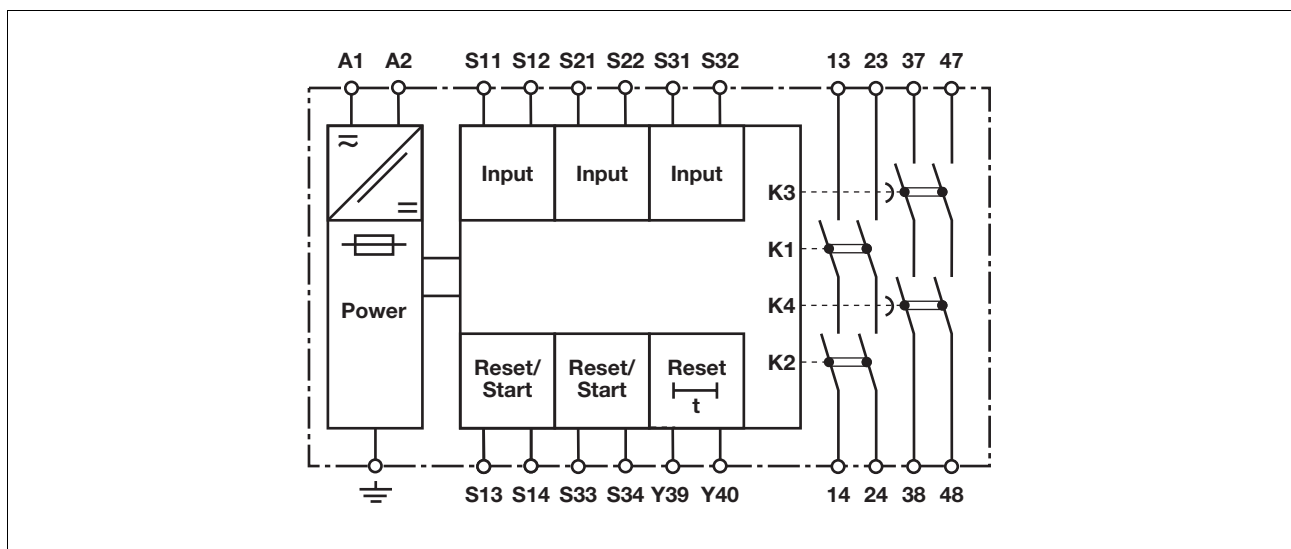 A1 A2 S11 S12 S21 S22 S31 S32 13 23 37 47
Input Input Input
K3
K1
K4
Power
K2
Reset/ Reset/ Reset
Start Start
t
S13 S14 S33 S34 Y39 Y40 14 24 38 48